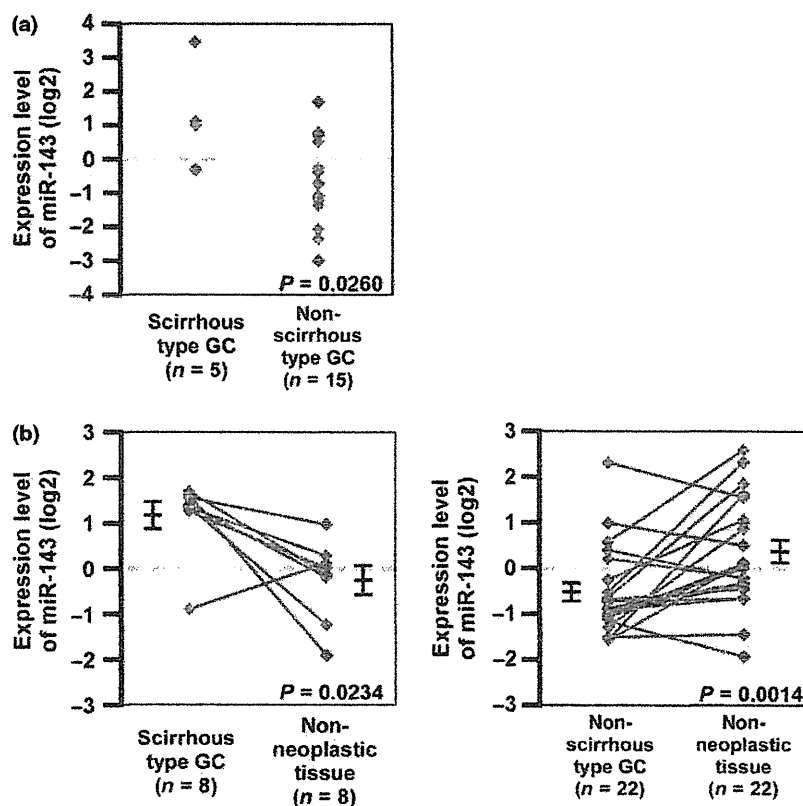 (a)
Expression level
of miR-143 (log2)
4
3
2
1
0
–1
–2
–3
–4
P = 0.0260
Scirrhous
type GC
(n = 5)
Non-
scirrhous
type GC
(n = 15)
(b)
Expression level
of miR-143 (log2)
3
2
1
0
–1
–2
–3
P = 0.0234
Scirrhous
type GC
(n = 8)
Non-
neoplastic
tissue
(n = 8)
Expression level
of miR-143 (log2)
3
2
1
0
–1
–2
–3
P = 0.0014
Non-
scirrhous
type GC
(n = 22)
Non-
neoplastic
tissue
(n = 22)